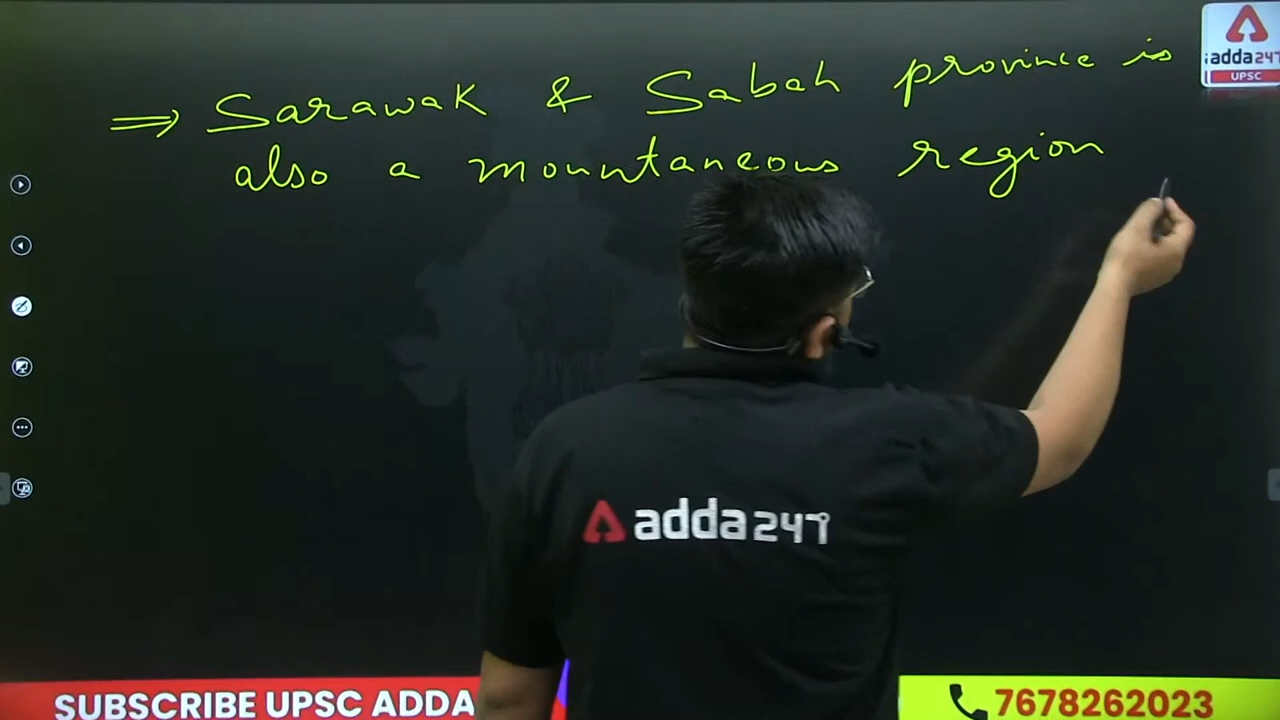 ⇒ Sarawak & Sabah province is
also a mountaneous region
adda247
UPSC
adda247
SUBSCRIBE UPSC ADDA
7678262023